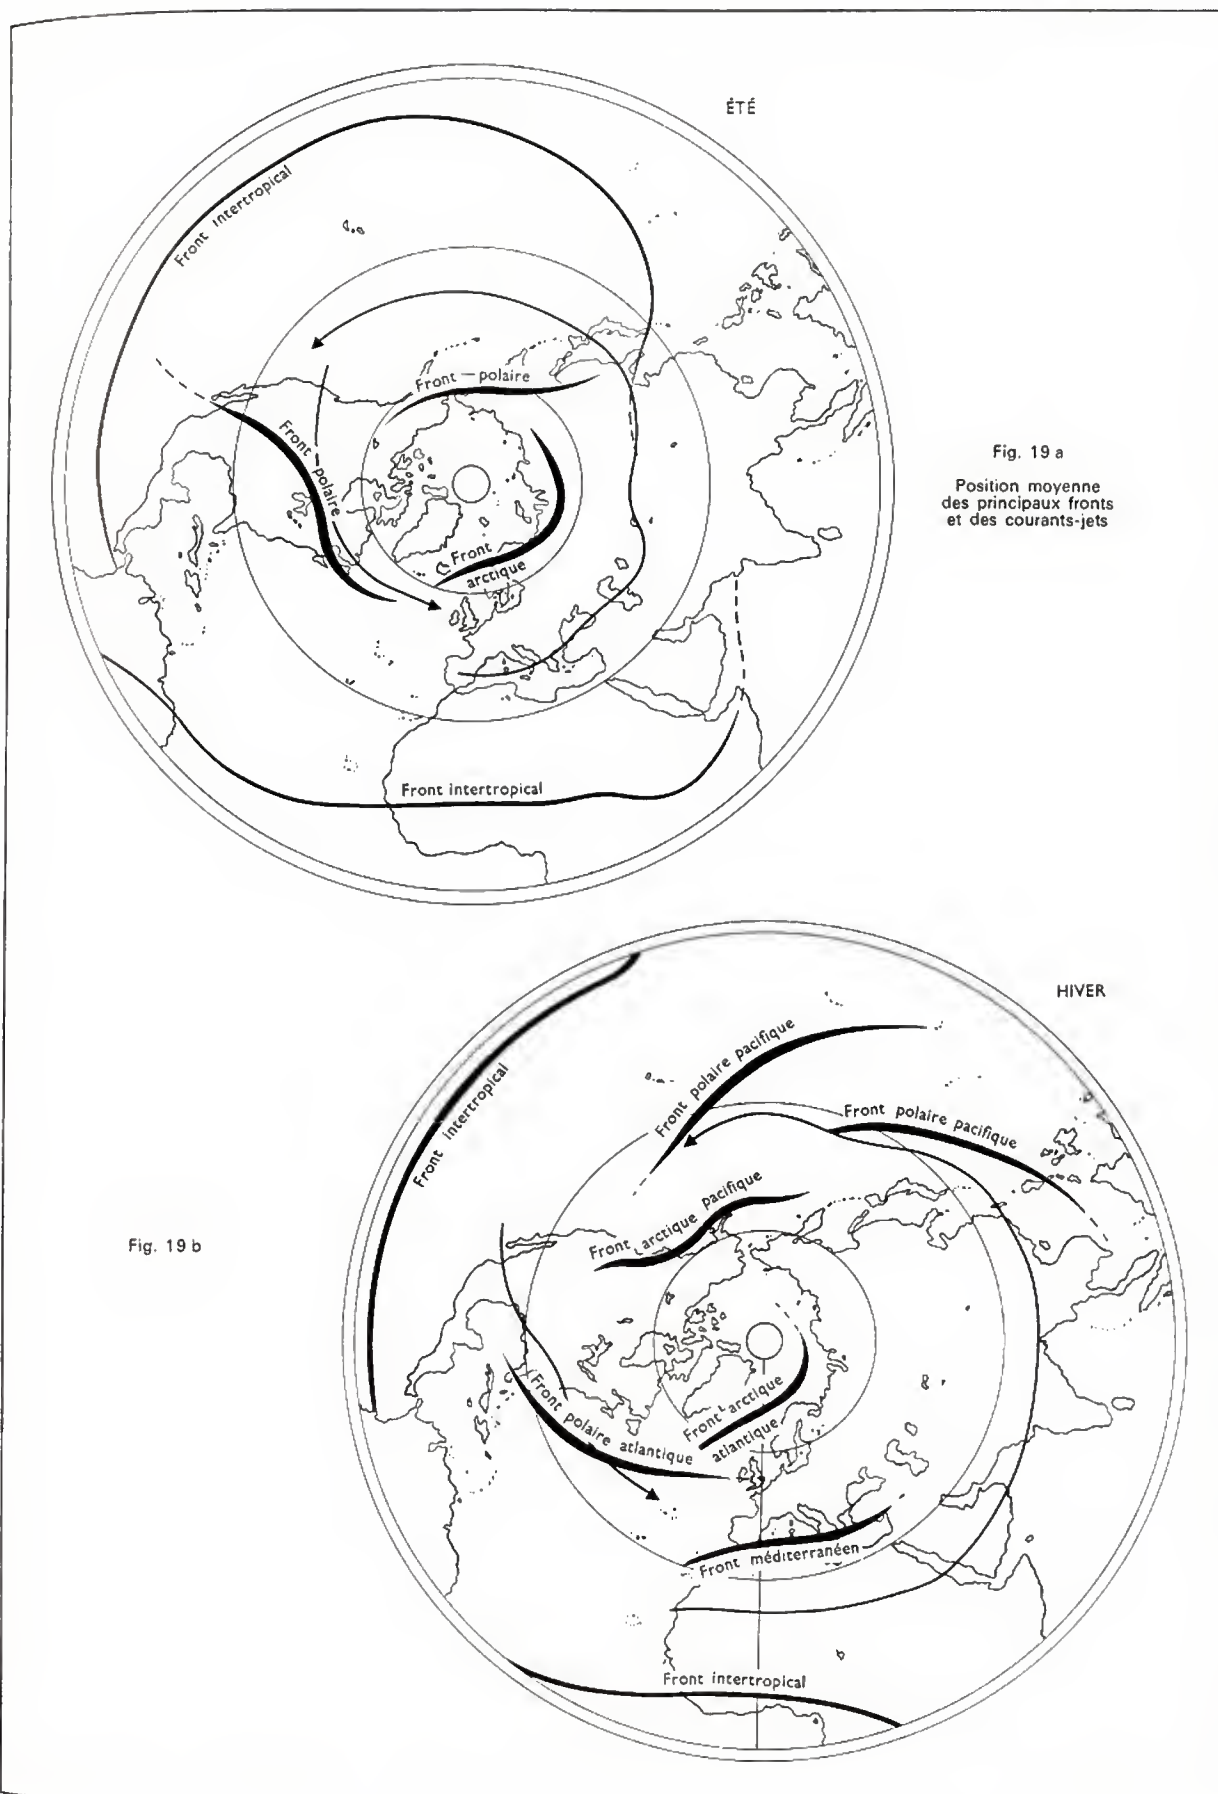 ÉTÉ
Front intertropical
Front — polaire
Front polaire
Front
arctique
Front intertropical
Fig. 19 a
Position moyenne
des principaux fronts
et des courants-jets
HIVER
Front intertropical
Front polaire pacifique
Front polaire pacifique
Front arctique pacifique
Fig. 19 b
Front arctique
atlantique
Front polaire atlantique
Front méditerranéen
Front intertropical